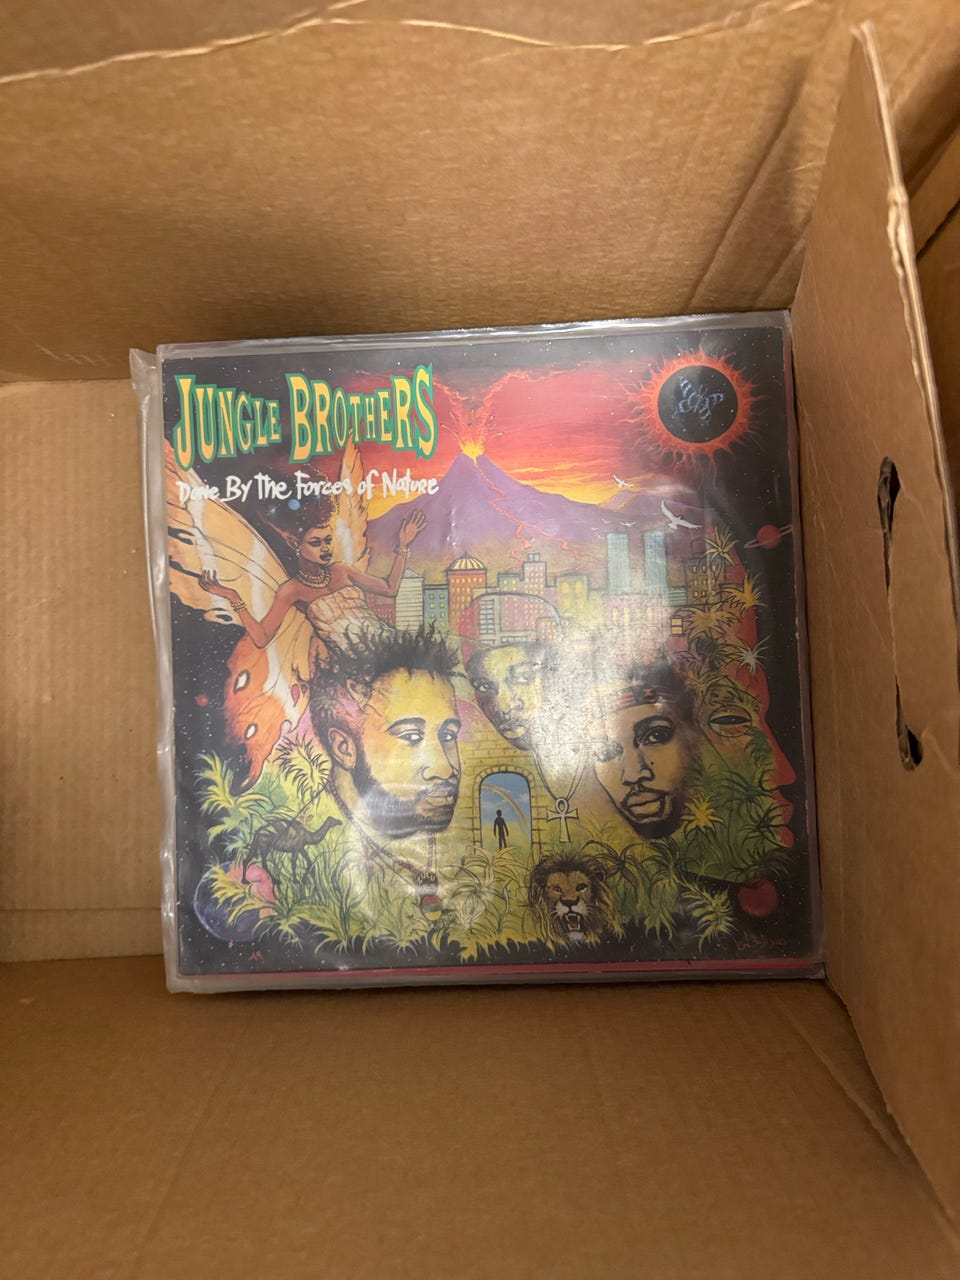 JUNGLE BROTHERS
Done By The Forces of Nature